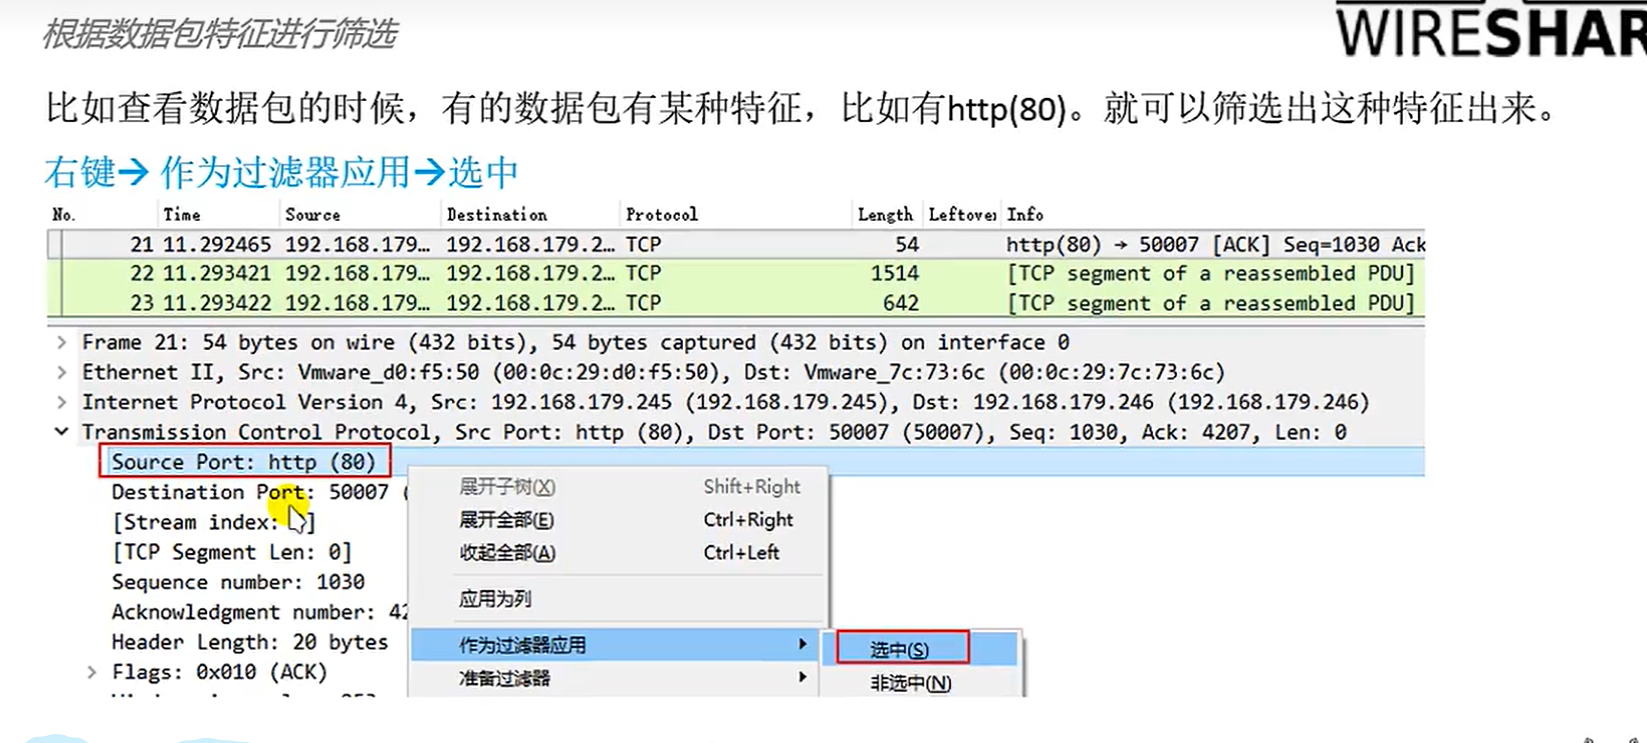 根据数据包特征进行筛选
WIRESHAR
比如查看数据包的时候，有的数据包有某种特征，比如有http(80)。就可以筛选出这种特征出来。
右键→ 作为过滤器应用→选中
No. Time Source Destination Protocol Length Leftover Info
21 11.292465 192.168.179… 192.168.179.2… TCP 54 http(80) → 50007 [ACK] Seq=1030 Ack
22 11.293421 192.168.179… 192.168.179.2… TCP 1514 [TCP segment of a reassembled PDU]
23 11.293422 192.168.179… 192.168.179.2… TCP 642 [TCP segment of a reassembled PDU]
Frame 21: 54 bytes on wire (432 bits), 54 bytes captured (432 bits) on interface 0
Ethernet II, Src: Vmware_d0:f5:50 (00:0c:29:d0:f5:50), Dst: Vmware_7c:73:6c (00:0c:29:7c:73:6c)
Internet Protocol Version 4, Src: 192.168.179.245 (192.168.179.245), Dst: 192.168.179.246 (192.168.179.246)
Transmission Control Protocol, Src Port: http (80), Dst Port: 50007 (50007), Seq: 1030, Ack: 4207, Len: 0
Source Port: http (80)
Destination Port: 50007 (
[Stream index: ]
[TCP Segment Len: 0]
Sequence number: 1030
Acknowledgment number: 42
Header Length: 20 bytes
Flags: 0x010 (ACK)
展开子树(X) Shift+Right
展开全部(E) Ctrl+Right
收起全部(A) Ctrl+Left
应用为列
作为过滤器应用
准备过滤器
选中(S)
非选中(N)